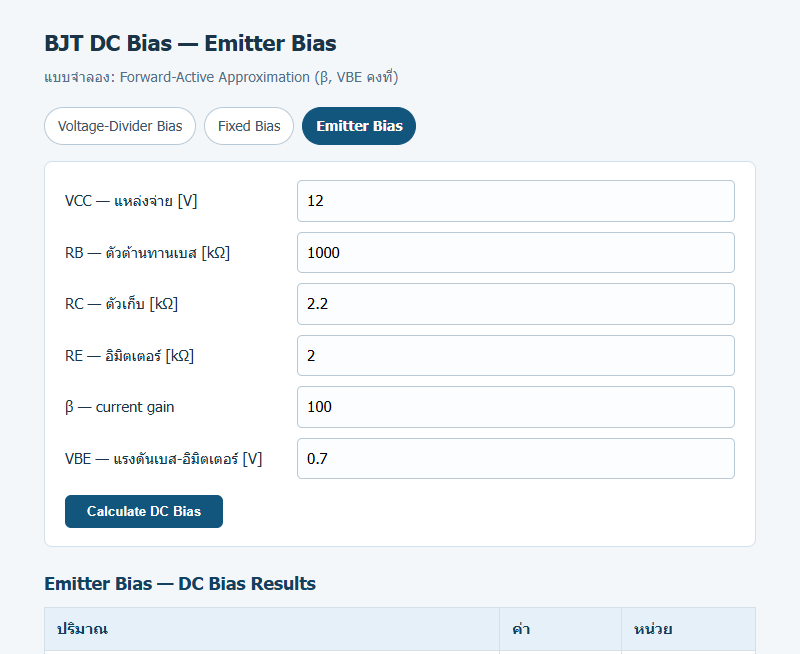 BJT DC Bias — Emitter Bias
แบบจำลอง: Forward-Active Approximation (β, VBE คงที่)
Voltage-Divider Bias Fixed Bias Emitter Bias
VCC — แหล่งจ่าย [V] 12
RB — ตัวต้านทานเบส [kΩ] 1000
RC — ตัวเก็บ [kΩ] 2.2
RE — อิมิตเตอร์ [kΩ] 2
β — current gain 100
VBE — แรงดันเบส-อิมิตเตอร์ [V] 0.7
Calculate DC Bias
Emitter Bias — DC Bias Results
ปริมาณ ค่า หน่วย